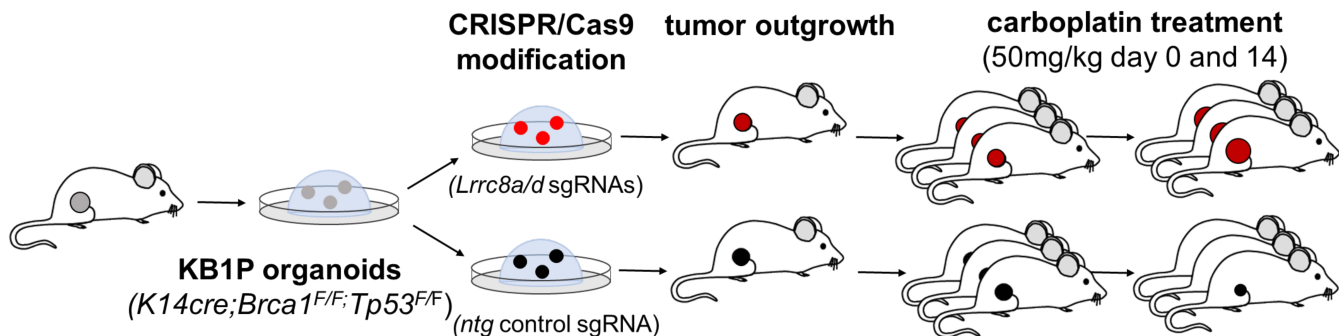 CRISPR/Cas9
modification
tumor outgrowth
carboplatin treatment
(50mg/kg day 0 and 14)
(Lrrc8a/d sgRNAs)
KB1P organoids
(K14cre;Brca1F/F;Tp53F/F)
(ntg control sgRNA)